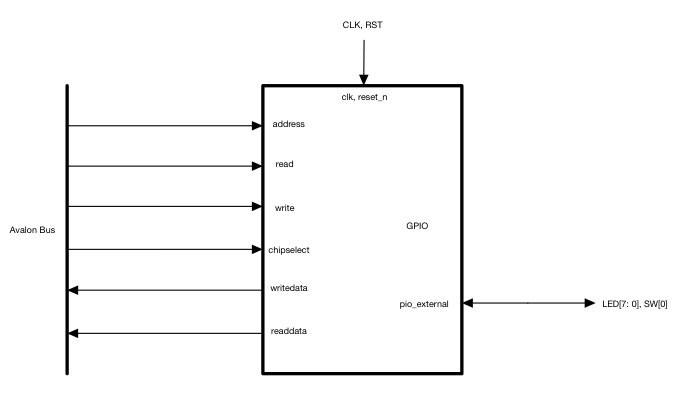 CLK, RST
clk, reset_n
address
read
write
GPIO
Avalon Bus
chipselect
writedata
pio_external
LED[7: 0], SW[0]
readdata